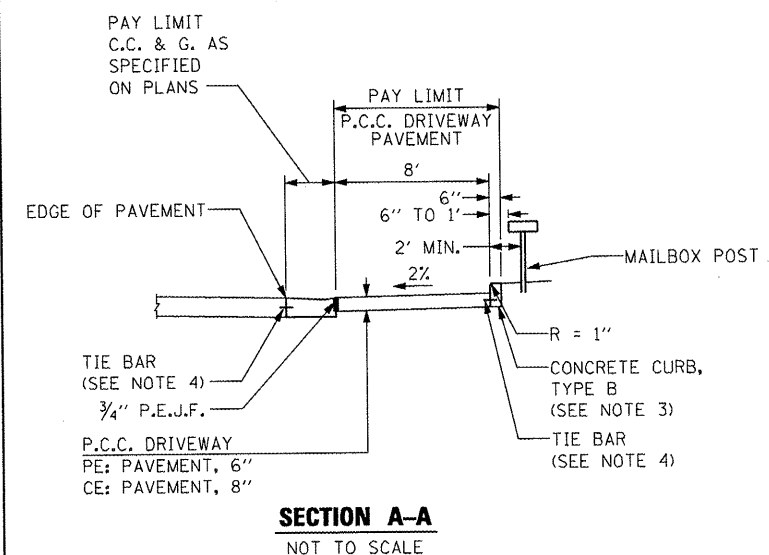 PAY LIMIT
C.C. & G. AS
SPECIFIED
ON PLANS
PAY LIMIT
P.C.C. DRIVEWAY
PAVEMENT
8'
6"
6" TO 1'
2' MIN.
2%
EDGE OF PAVEMENT
MAILBOX POST
R = 1"
TIE BAR
(SEE NOTE 4)
3/4" P.E.J.F.
CONCRETE CURB,
TYPE B
(SEE NOTE 3)
TIE BAR
(SEE NOTE 4)
P.C.C. DRIVEWAY
PE: PAVEMENT, 6"
CE: PAVEMENT, 8"
SECTION A-A
NOT TO SCALE